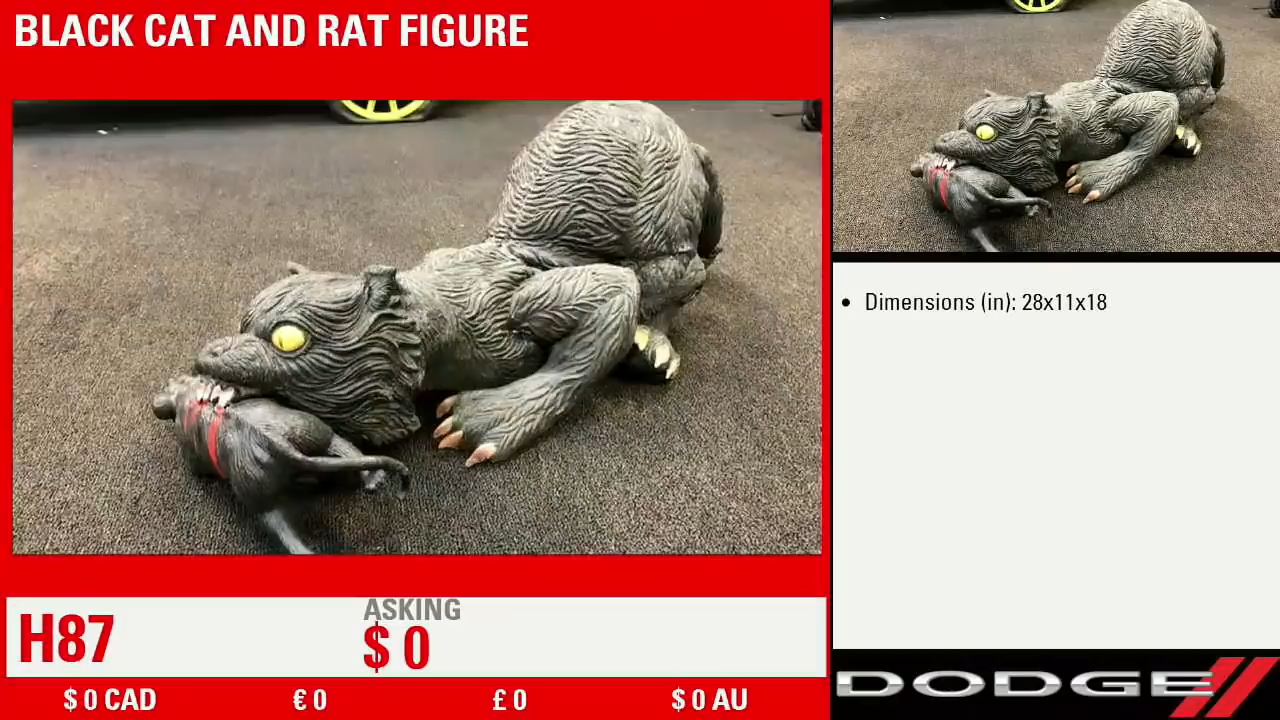 BLACK CAT AND RAT FIGURE
• Dimensions (in): 28x11x18
H87
ASKING
$ 0
$ 0 CAD
€ 0
£ 0
$ 0 AU
DODGE